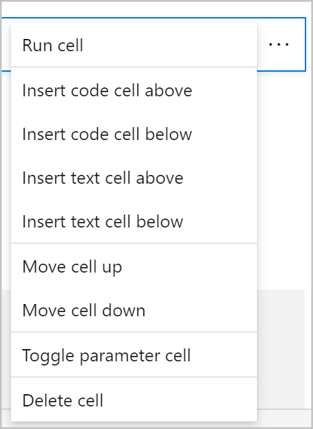 Run cell
Insert code cell above
Insert code cell below
Insert text cell above
Insert text cell below
Move cell up
Move cell down
Toggle parameter cell
Delete cell